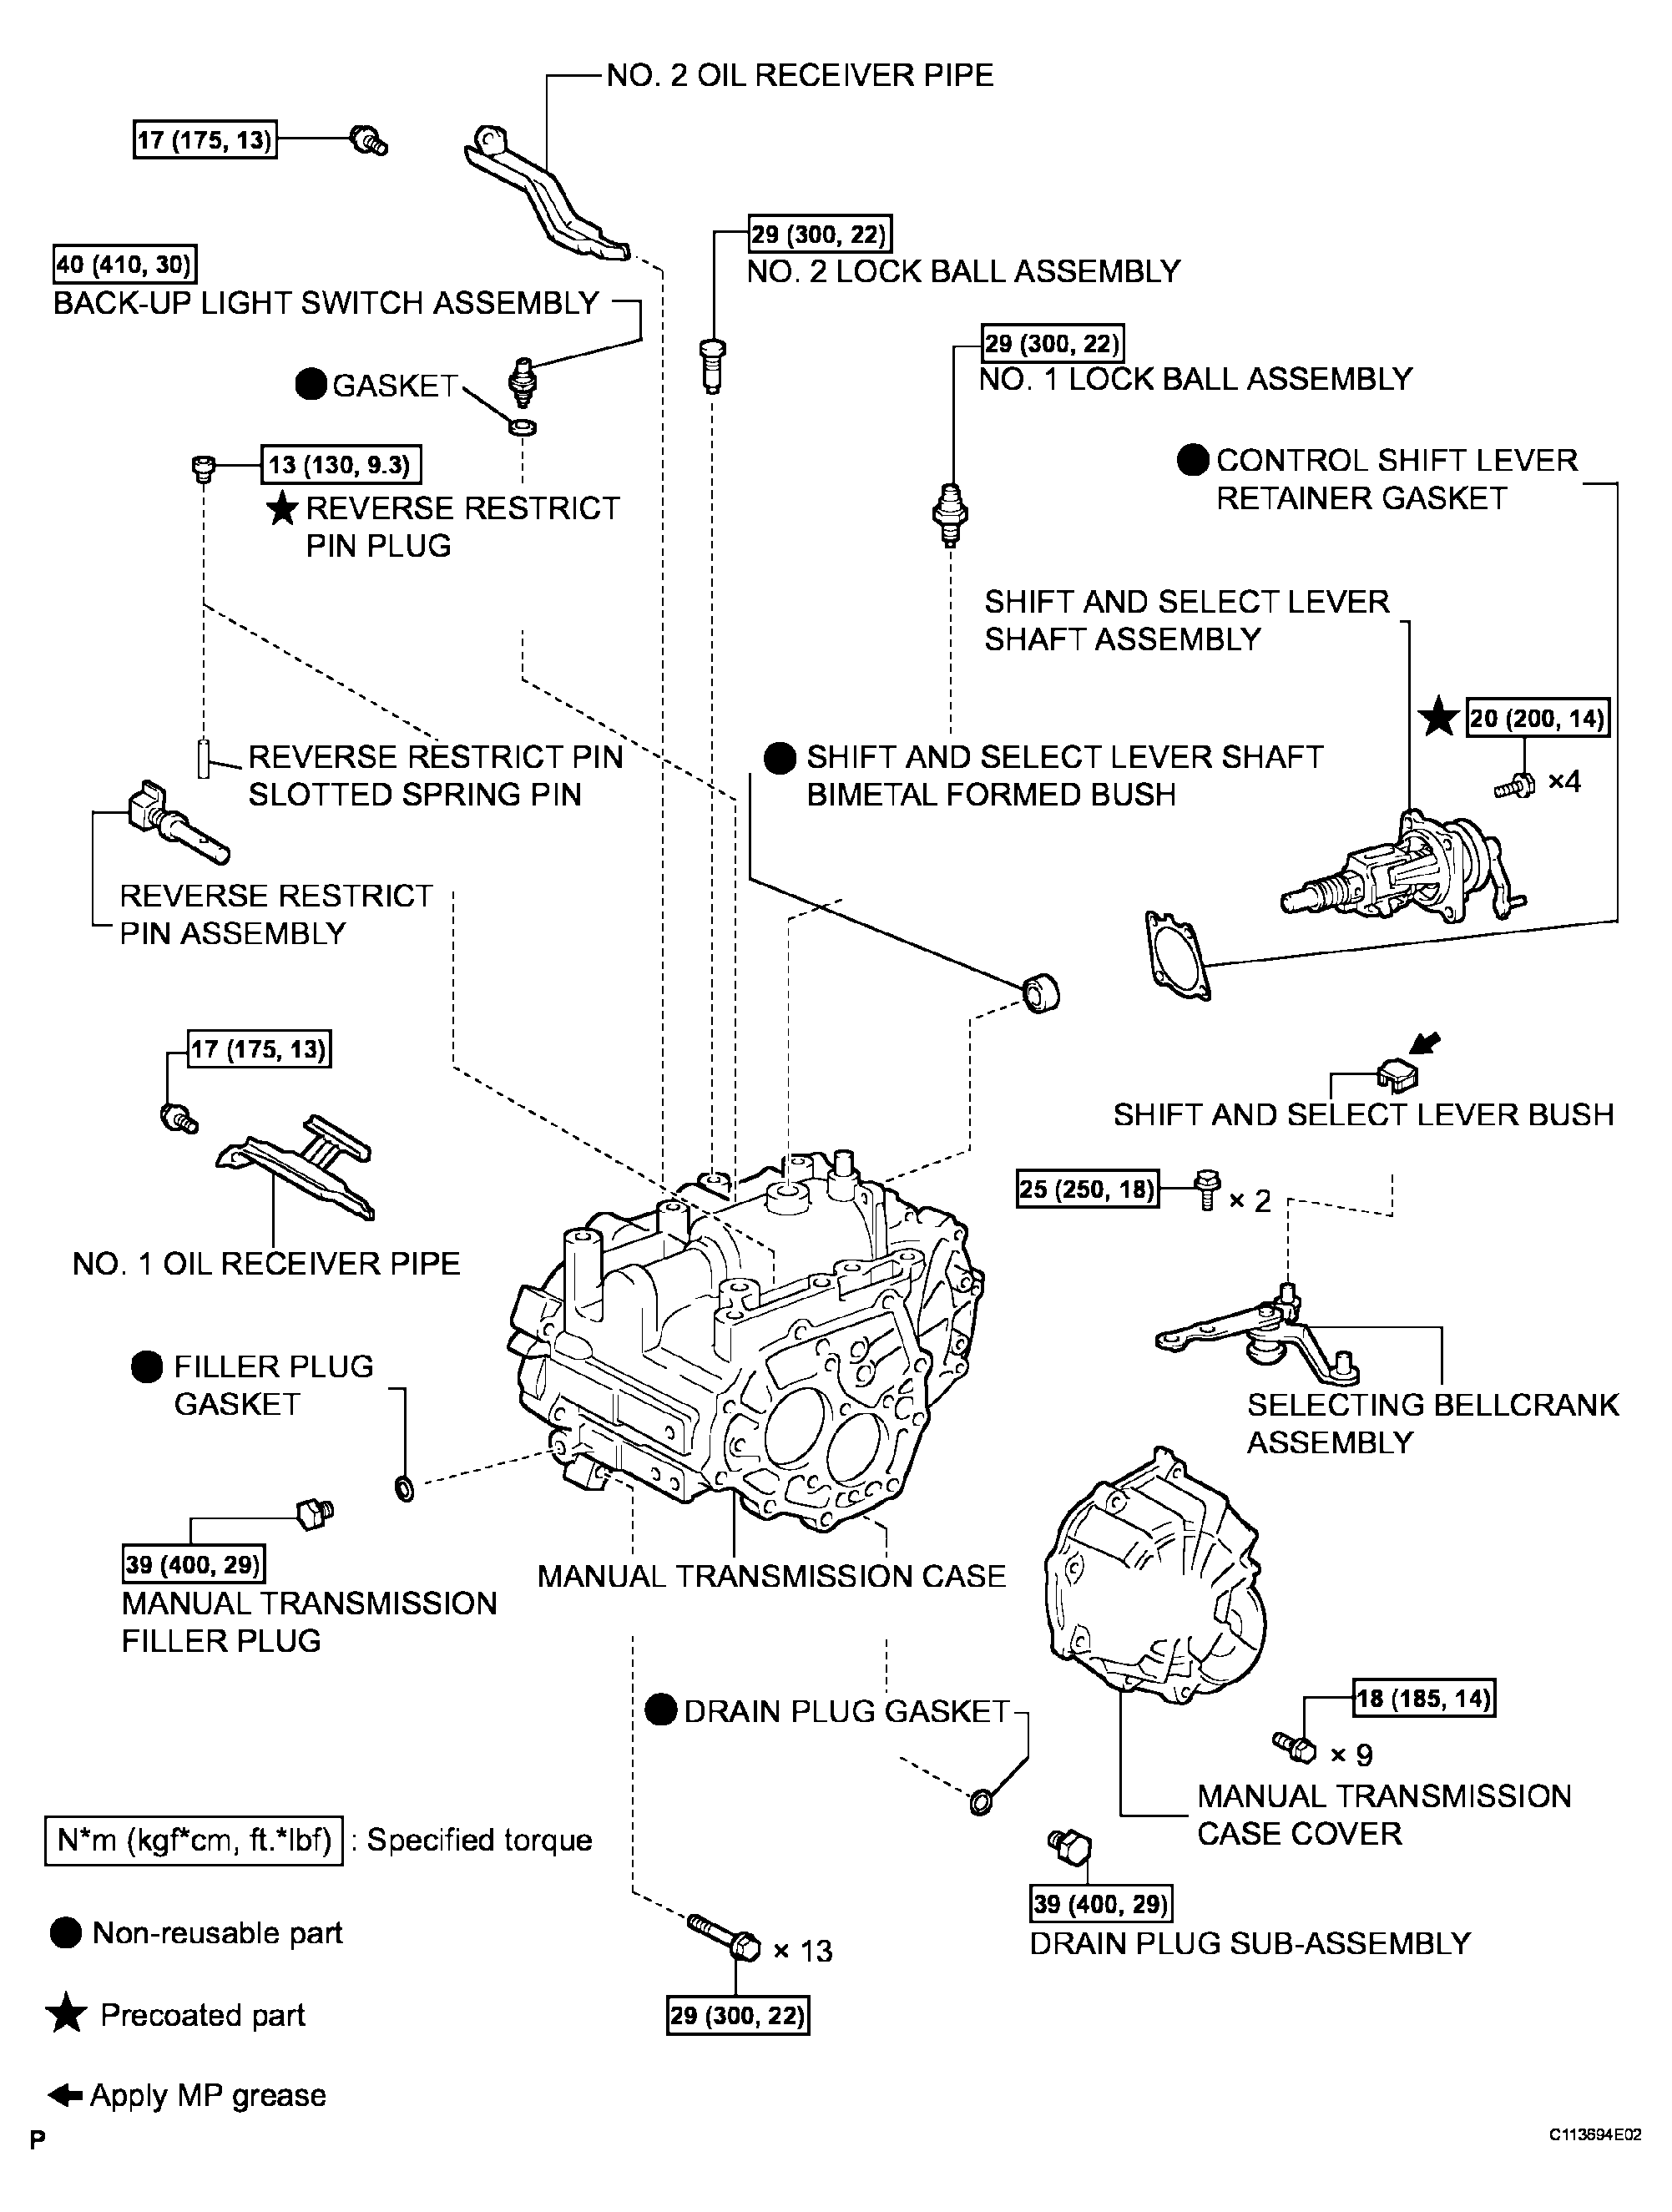 NO. 2 OIL RECEIVER PIPE
17 (175, 13)
29 (300, 22)
NO. 2 LOCK BALL ASSEMBLY
40 (410, 30)
BACK-UP LIGHT SWITCH ASSEMBLY
29 (300, 22)
NO. 1 LOCK BALL ASSEMBLY
GASKET
CONTROL SHIFT LEVER
RETAINER GASKET
13 (130, 9.3)
REVERSE RESTRICT
PIN PLUG
SHIFT AND SELECT LEVER
SHAFT ASSEMBLY
20 (200, 14)
×4
REVERSE RESTRICT PIN
SLOTTED SPRING PIN
SHIFT AND SELECT LEVER SHAFT
BIMETAL FORMED BUSH
REVERSE RESTRICT
PIN ASSEMBLY
17 (175, 13)
SHIFT AND SELECT LEVER BUSH
25 (250, 18)
× 2
NO. 1 OIL RECEIVER PIPE
FILLER PLUG
GASKET
SELECTING BELLCRANK
ASSEMBLY
39 (400, 29)
MANUAL TRANSMISSION
FILLER PLUG
MANUAL TRANSMISSION CASE
DRAIN PLUG GASKET
18 (185, 14)
× 9
MANUAL TRANSMISSION
CASE COVER
39 (400, 29)
DRAIN PLUG SUB-ASSEMBLY
× 13
29 (300, 22)
N*m (kgf*cm, ft.*lbf) : Specified torque
Non-reusable part
Precoated part
Apply MP grease
P
C113694E02